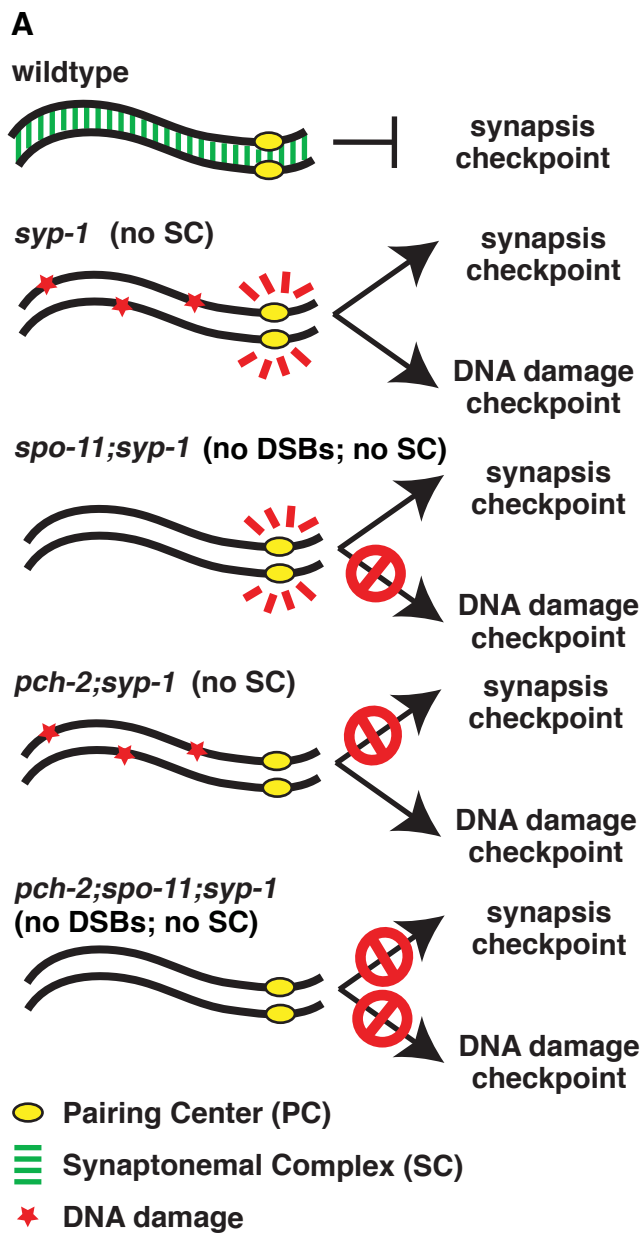 A
wildtype
synapsis
checkpoint
syp-1 (no SC)
synapsis
checkpoint
DNA damage
checkpoint
spo-11;syp-1 (no DSBs; no SC)
synapsis
checkpoint
DNA damage
checkpoint
pch-2;syp-1 (no SC)
synapsis
checkpoint
DNA damage
checkpoint
pch-2;spo-11;syp-1
(no DSBs; no SC)
synapsis
checkpoint
DNA damage
checkpoint
Pairing Center (PC)
Synaptonemal Complex (SC)
DNA damage